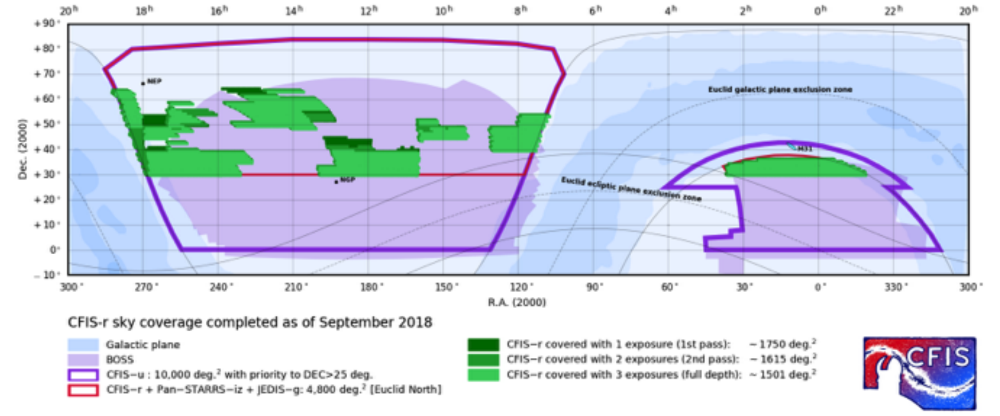 20ʰ 18ʰ 16ʰ 14ʰ 12ʰ 10ʰ 8ʰ 6ʰ 4ʰ 2ʰ 0ʰ 22ʰ 20ʰ
+90°
+80°
+70°
+60°
+50°
+40°
+30°
+20°
+10°
0°
−10°
Dec. (2000)
NEP
NGP
Euclid galactic plane exclusion zone
M31
Euclid ecliptic plane exclusion zone
300° 270° 240° 210° 180° 150° 120° 90° 60° 30° 0° 330° 300°
R.A. (2000)
CFIS-r sky coverage completed as of September 2018
Galactic plane
BOSS
CFIS−u : 10,000 deg.² with priority to DEC>25 deg.
CFIS−r + Pan−STARRS−iz + JEDIS−g: 4,800 deg.² [Euclid North]
CFIS−r covered with 1 exposure (1st pass): ~ 1750 deg.²
CFIS−r covered with 2 exposures (2nd pass): ~ 1615 deg.²
CFIS−r covered with 3 exposures (full depth): ~ 1501 deg.²
CFIS